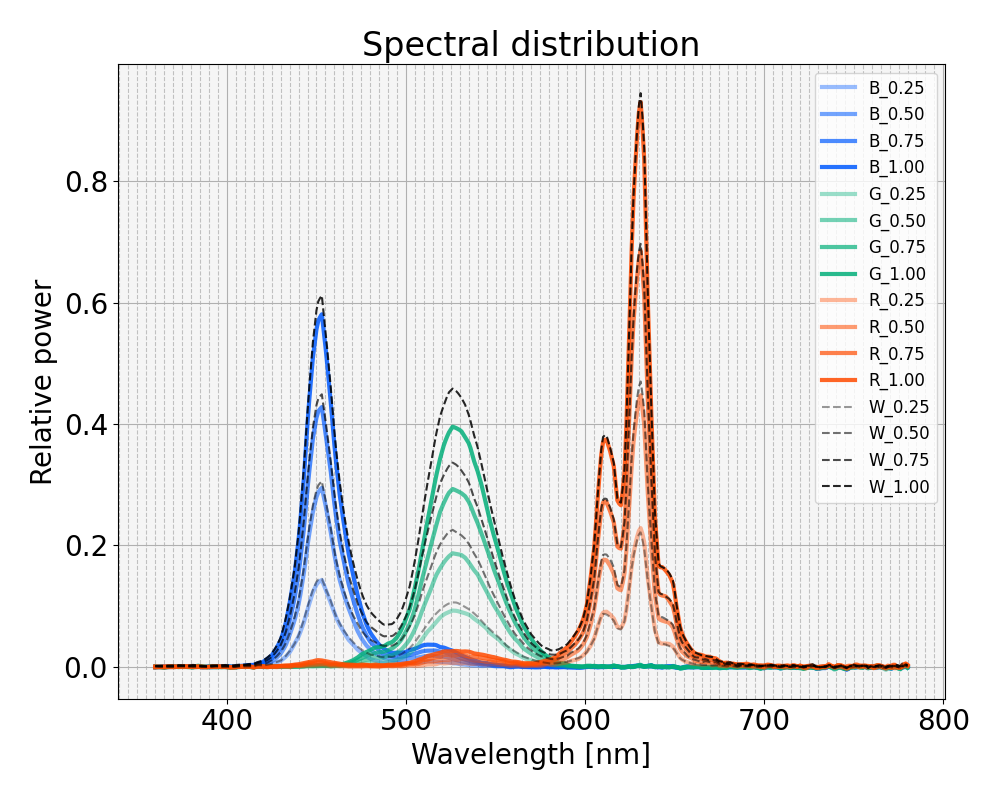 Spectral distribution
Relative power
0.8
0.6
0.4
0.2
0.0
400 500 600 700 800
Wavelength [nm]
B_0.25
B_0.50
B_0.75
B_1.00
G_0.25
G_0.50
G_0.75
G_1.00
R_0.25
R_0.50
R_0.75
R_1.00
W_0.25
W_0.50
W_0.75
W_1.00